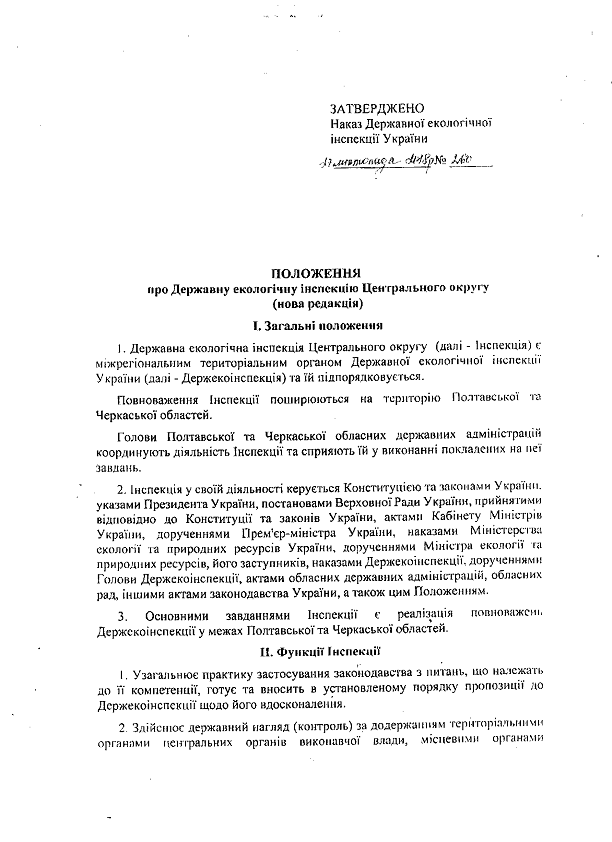 ЗАТВЕРДЖЕНО
Наказ Державної екологічної
інспекції України
№ 260
ПОЛОЖЕННЯ
про Державну екологічну інспекцію Центрального округу
(нова редакція)
І. Загальні положення
1. Державна екологічна інспекція Центрального округу (далі - Інспекція) є
міжрегіональним територіальним органом Державної екологічної інспекції
України (далі - Держекоінспекція) та їй підпорядковується.
Повноваження Інспекції поширюються на територію Полтавської та
Черкаської областей.
Голови Полтавської та Черкаської обласних державних адміністрацій
координують діяльність Інспекції та сприяють їй у виконанні покладених на неї
завдань.
2. Інспекція у своїй діяльності керується Конституцією та законами України,
указами Президента України, постановами Верховної Ради України, прийнятими
відповідно до Конституції та законів України, актами Кабінету Міністрів
України, дорученнями Прем'єр-міністра України, наказами Міністерства
екології та природних ресурсів України, дорученнями Міністра екології та
природних ресурсів, його заступників, наказами Держекоінспекції, дорученнями
Голови Держекоінспекції, актами обласних державних адміністрацій, обласних
рад, іншими актами законодавства України, а також цим Положенням.
3. Основними завданнями Інспекції є реалізація повноважень
Держекоінспекції у межах Полтавської та Черкаської областей.
ІІ. Функції Інспекції
1. Узагальнює практику застосування законодавства з питань, що належать
до її компетенції, готує та вносить в установленому порядку пропозиції до
Держекоінспекції щодо його вдосконалення.
2. Здійснює державний нагляд (контроль) за додержанням територіальними
органами центральних органів виконавчої влади, місцевими органами